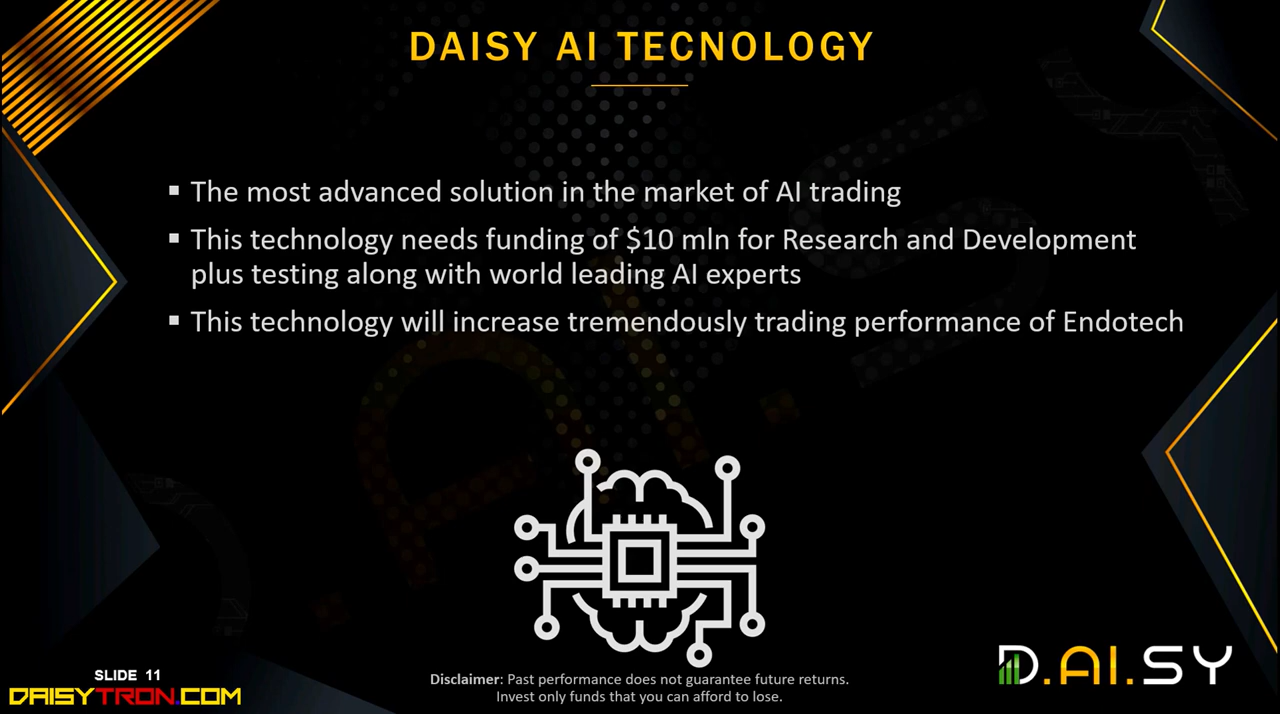 DAISY AI TECNOLOGY
▪ The most advanced solution in the market of AI trading
▪ This technology needs funding of $10 mln for Research and Development
plus testing along with world leading AI experts
▪ This technology will increase tremendously trading performance of Endotech
SLIDE 11
DAISYTRON.COM
Disclaimer: Past performance does not guarantee future returns.
Invest only funds that you can afford to lose.
D.AI.SY